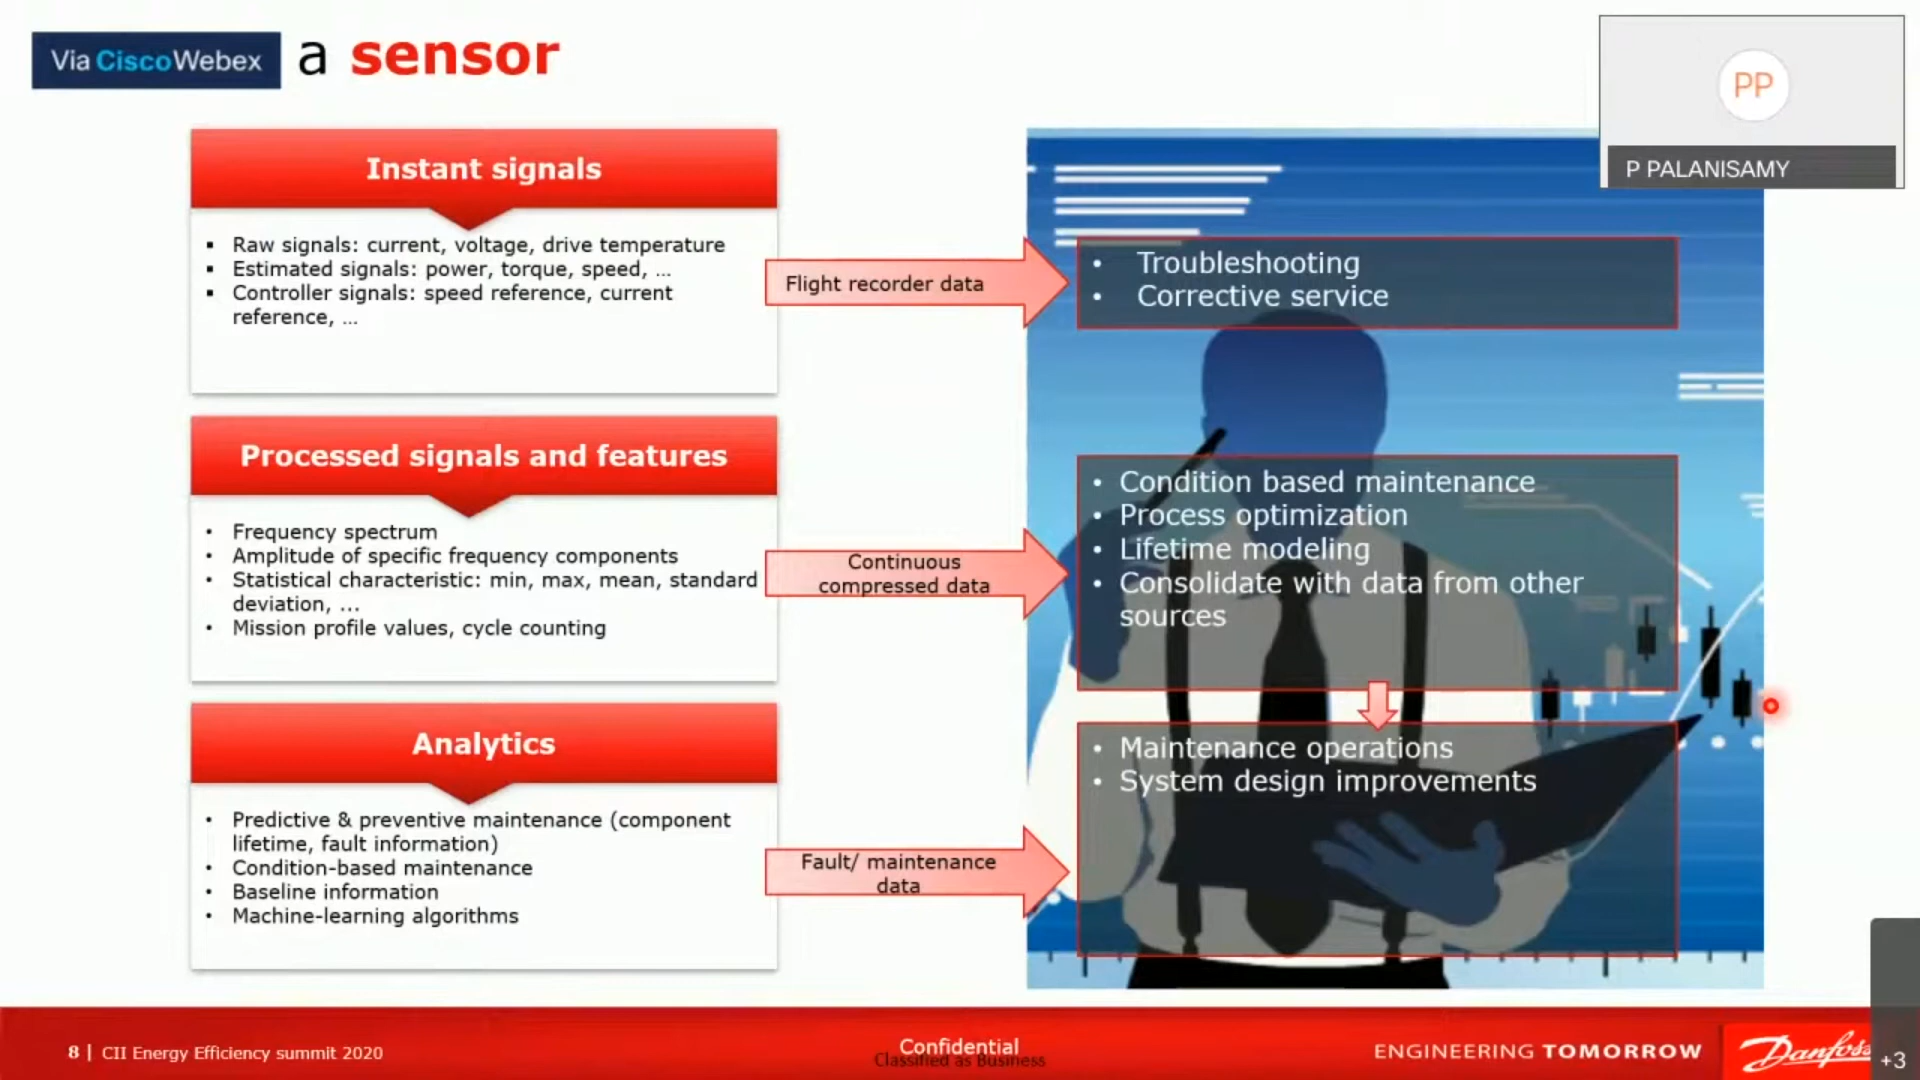 Via CiscoWebex a sensor
PP
P PALANISAMY
Instant signals
▪ Raw signals: current, voltage, drive temperature
▪ Estimated signals: power, torque, speed, ...
▪ Controller signals: speed reference, current
reference, ...
Flight recorder data
• Troubleshooting
• Corrective service
Processed signals and features
• Frequency spectrum
• Amplitude of specific frequency components
• Statistical characteristic: min, max, mean, standard
deviation, ...
• Mission profile values, cycle counting
Continuous
compressed data
• Condition based maintenance
• Process optimization
• Lifetime modeling
• Consolidate with data from other
sources
Analytics
• Predictive & preventive maintenance (component
lifetime, fault information)
• Condition-based maintenance
• Baseline information
• Machine-learning algorithms
Fault/ maintenance
data
• Maintenance operations
• System design improvements
8 | CII Energy Efficiency summit 2020
Confidential
Classified as Business
ENGINEERING TOMORROW
Danfoss
+3